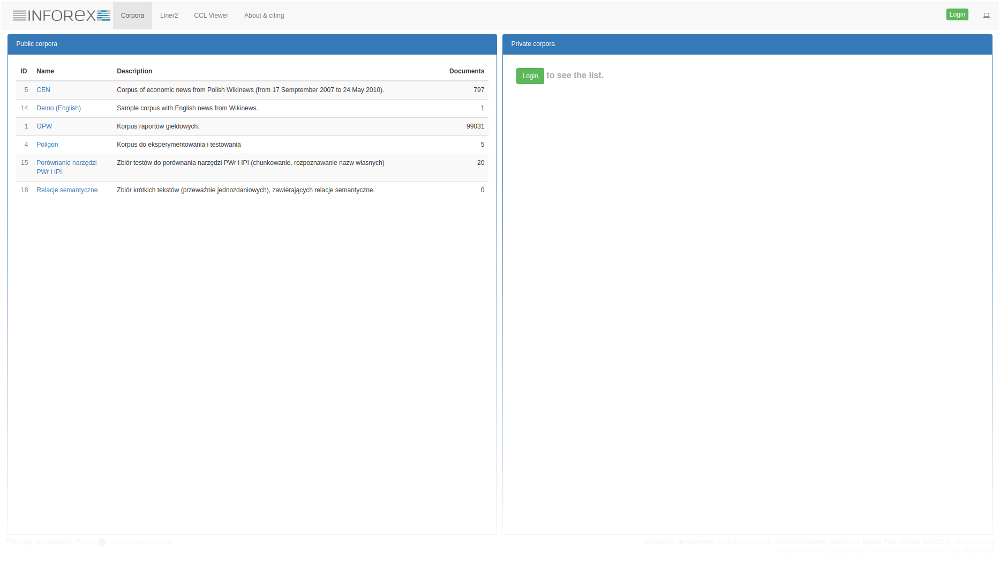 INFOREX Corpora Liner2 CCL Viewer About & citing Login
Public corpora
ID Name Description Documents
5 CEN Corpus of economic news from Polish Wikinews (from 17 Semptember 2007 to 24 May 2010). 797
14 Demo (English) Sample corpus with English news from Wikinews. 1
1 GPW Korpus raportów giełdowych. 99031
4 Poligon Korpus do eksperymentowania i testowania 5
15 Porównanie narzędzi Zbiór testów do porównania narzędzi PWr i IPI (chunkowanie, rozpoznawanie nazw własnych) 20
PWr i IPI
18 Relacje semantyczne Zbiór krótkich tekstów (przeważnie jednozdaniowych), zawierających relacje semantyczne. 0
Private corpora
Login to see the list.